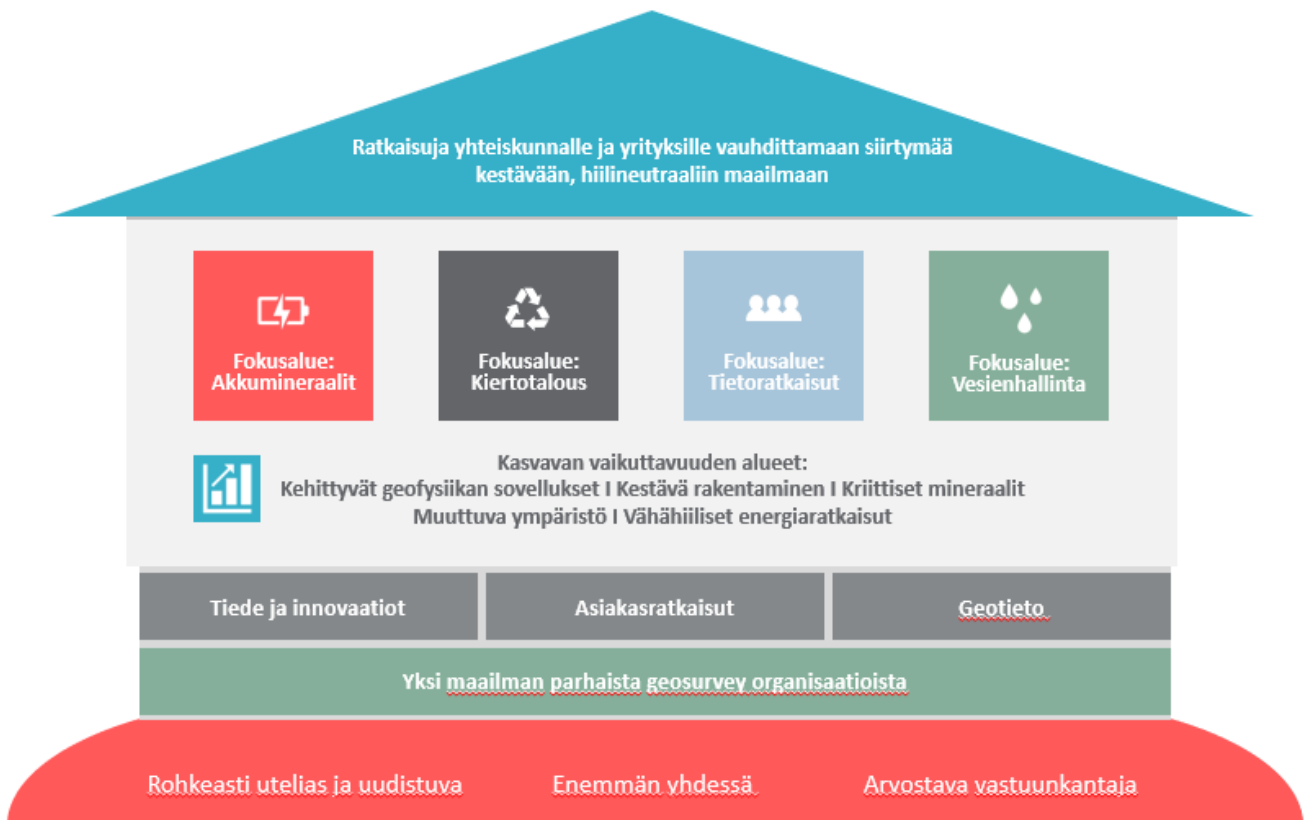 Ratkaisuja yhteiskunnalle ja yrityksille vauhdittamaan siirtymää
kestävään, hiilineutraaliin maailmaan
Fokusalue:
Akkumineraalit
Fokusalue:
Kiertotalous
Fokusalue:
Tietoratkaisut
Fokusalue:
Vesienhallinta
Kasvavan vaikuttavuuden alueet:
Kehittyvät geofysiikan sovellukset I Kestävä rakentaminen I Kriittiset mineraalit
Muuttuva ympäristö I Vähähiiliset energiaratkaisut
Tiede ja innovaatiot
Asiakasratkaisut
Geotieto
Yksi maailman parhaista geosurvey organisaatioista
Rohkeasti utelias ja uudistuva
Enemmän yhdessä
Arvostava vastuunkantaja